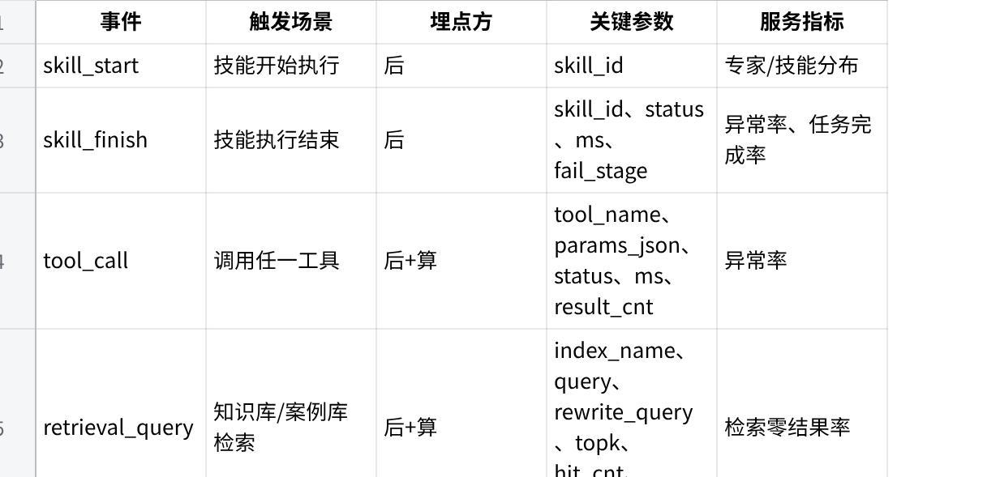 事件 触发场景 埋点方 关键参数 服务指标
skill_start 技能开始执行 后 skill_id 专家/技能分布
skill_finish 技能执行结束 后 skill_id、status
、ms、
fail_stage 异常率、任务完
成率
4 tool_call 调用任一工具 后+算 tool_name、
params_json、
status、ms、
result_cnt 异常率
retrieval_query 知识库/案例库
检索 后+算 index_name、
query、
rewrite_query
、topk、
hit_cnt、 检索零结果率